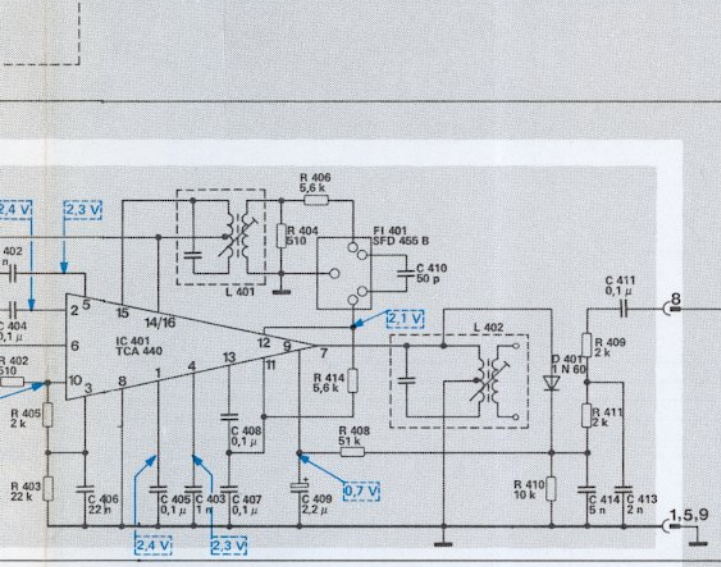 R 406
5,6 k
2,4 V
2,3 V
R 404
510
FI 401
SFD 455 B
402
n
C 410
50 p
L 401
C 411
0,1 µ
8
5
15
14/16
2
2,1 V
L 402
C 404
0,1 µ
IC 401
TCA 440
12
9
7
6
R 409
2 k
13
11
D 401
1 N 60
R 402
510
1
4
R 414
5,6 k
10
3
8
R 405
2 k
R 411
2 k
C 408
0,1 µ
R 408
51 k
R 403
22 k
C 406
22 n
C 405
0,1 µ
C 403
1 n
C 407
0,1 µ
+
C 409
2,2 µ
0,7 V
R 410
10 k
C 414
5 n
C 413
2 n
1,5,9
2,4 V
2,3 V